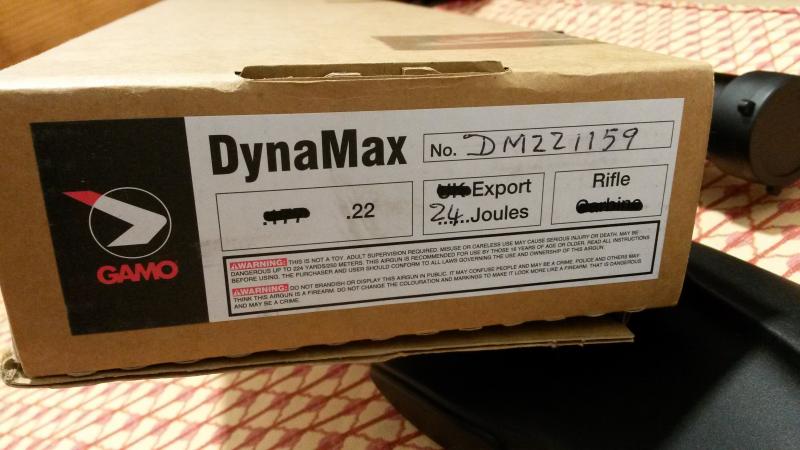 DynaMax
No. DM221159
.177 .22
UK Export
24 Joules
Rifle
Carbine
GAMO
WARNING: THIS IS NOT A TOY. ADULT SUPERVISION REQUIRED. MISUSE OR CARELESS USE MAY CAUSE SERIOUS INJURY OR DEATH. MAY BE
DANGEROUS UP TO 224 YARDS/050 METERS. THIS AIRGUN IS RECOMMENDED FOR USE BY THOSE 16 YEARS OF AGE OR OLDER. READ ALL INSTRUCTIONS
BEFORE USING. THE PURCHASER AND USER SHOULD CONFORM TO ALL LAWS GOVERNING THE USE AND OWNERSHIP OF THIS AIRGUN.
WARNING: DO NOT BRANDISH OR DISPLAY THIS AIRGUN IN PUBLIC. IT MAY CONFUSE PEOPLE AND MAY BE A CRIME. POLICE AND OTHERS MAY
THINK THIS AIRGUN IS A FIREARM. DO NOT CHANGE THE COLOURATION AND MARKINGS TO MAKE IT LOOK MORE LIKE A FIREARM. THAT IS DANGEROUS
AND MAY BE A CRIME.